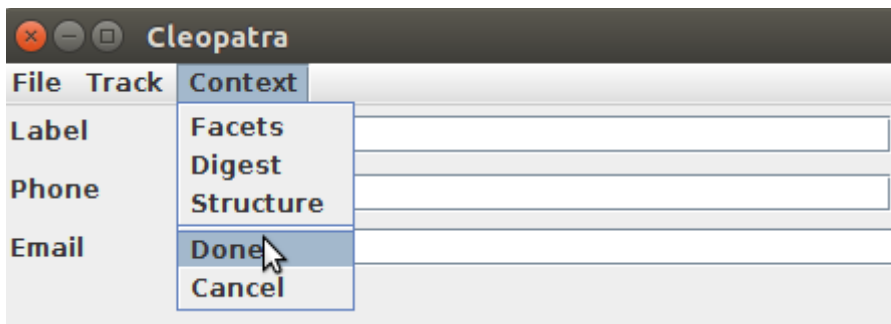 Cleopatra
File Track Context
Label Facets
Digest
Phone Structure
Email Done
Cancel